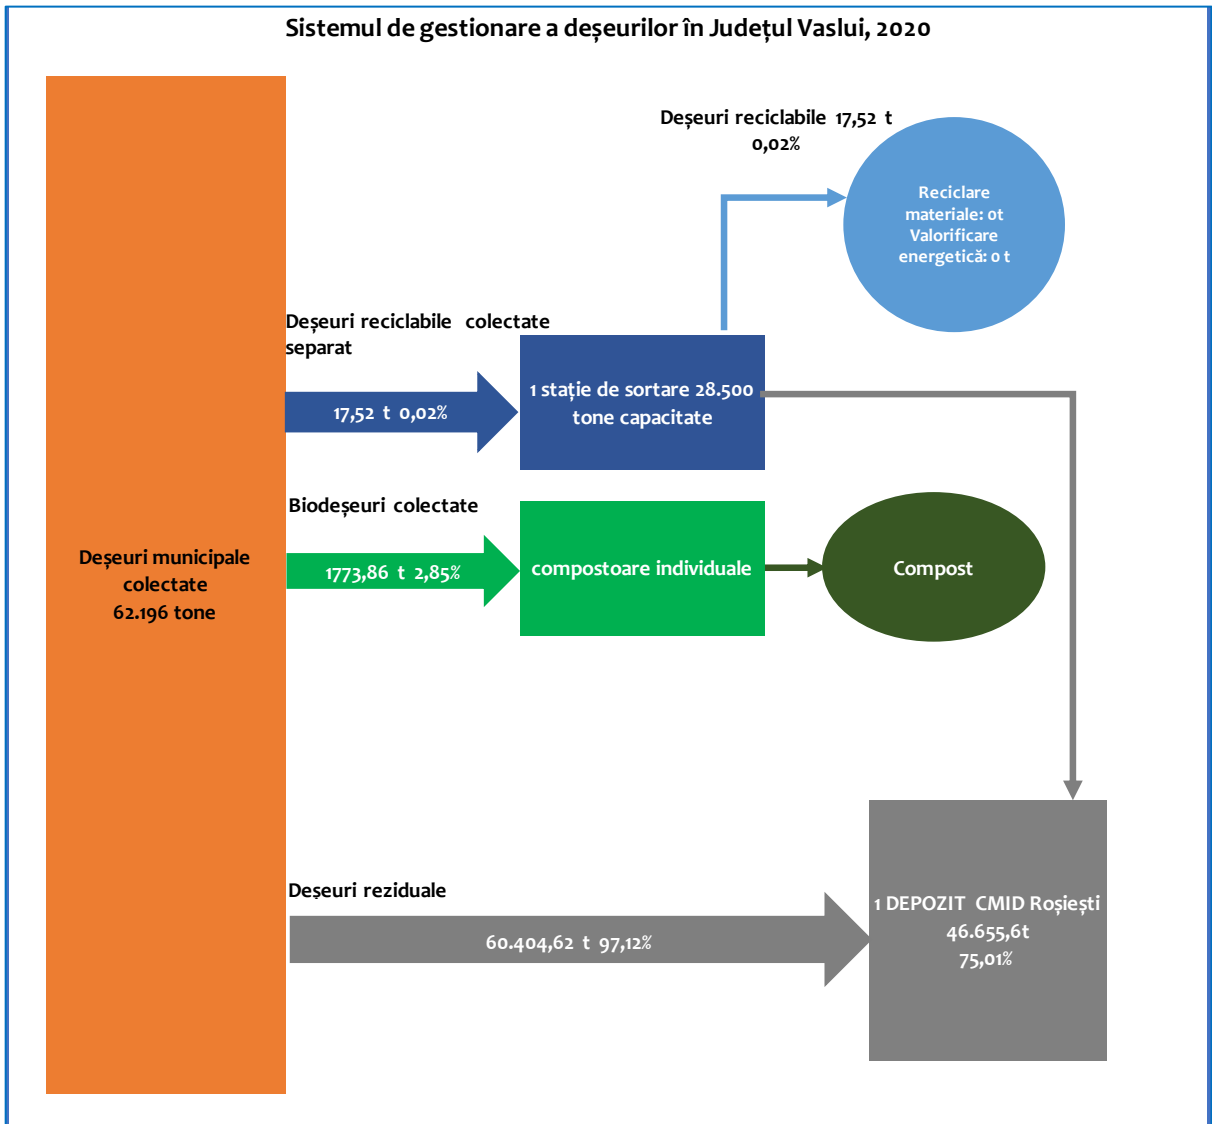 Sistemul de gestionare a deșeurilor în Județul Vaslui, 2020
Deșeuri reciclabile 17,52 t
0,02%
Reciclare
materiale: 0t
Valorificare
energetică: 0 t
Deșeuri reciclabile colectate
separat
17,52 t 0,02%
1 stație de sortare 28.500
tone capacitate
Biodeșeuri colectate
Deșeuri municipale
colectate
62.196 tone
1773,86 t 2,85%
compostoare individuale
Compost
Deșeuri reziduale
60.404,62 t 97,12%
1 DEPOZIT CMID Roșiești
46.655,6t
75,01%